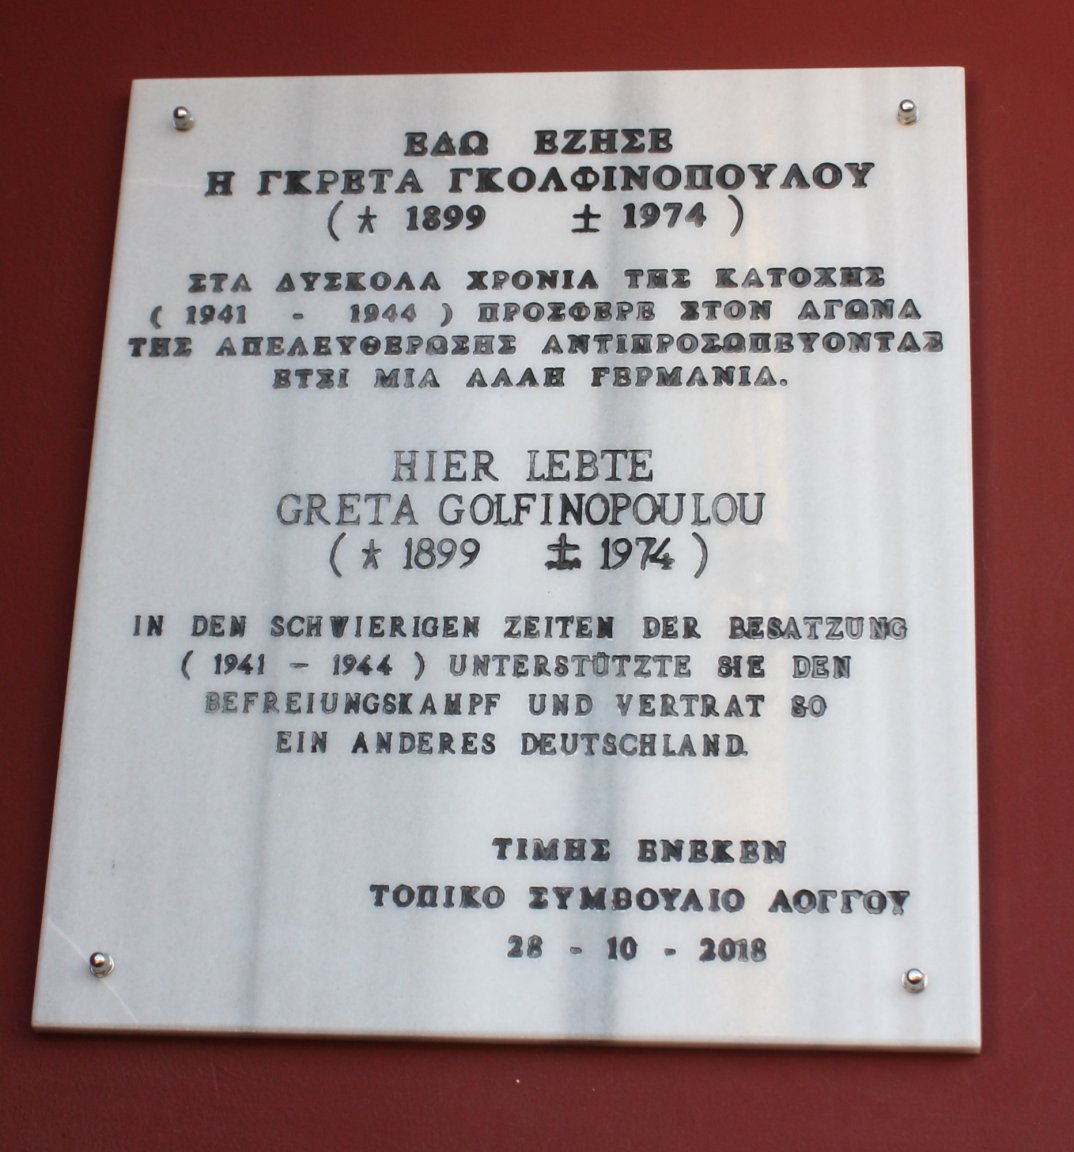 ΕΔΩ ΕΖΗΣΕ
Η ΓΚΡΕΤΑ ΓΚΟΛΦΙΝΟΠΟΥΛΟΥ
( * 1899 ± 1974 )
ΣΤΑ ΔΥΣΚΟΛΑ ΧΡΟΝΙΑ ΤΗΣ ΚΑΤΟΧΗΣ
( 1941 - 1944 ) ΠΡΟΣΦΕΡΕ ΣΤΟΝ ΑΓΩΝΑ
ΤΗΣ ΑΠΕΛΕΥΘΕΡΩΣΗΣ ΑΝΤΙΠΡΟΣΩΠΕΥΟΝΤΑΣ
ΕΤΣΙ ΜΙΑ ΑΛΛΗ ΓΕΡΜΑΝΙΑ.
HIER LEBTE
GRETA GOLFINOPOULOU
( * 1899 ± 1974 )
IN DEN SCHWIERIGEN ZEITEN DER BESATZUNG
( 1941 - 1944 ) UNTERSTÜTZTE SIE DEN
BEFREIUNGSKAMPF UND VERTRAT SO
EIN ANDERES DEUTSCHLAND.
ΤΙΜΗΣ ΕΝΕΚΕΝ
ΤΟΠΙΚΟ ΣΥΜΒΟΥΛΙΟ ΛΟΓΓΟΥ
28 - 10 - 2018